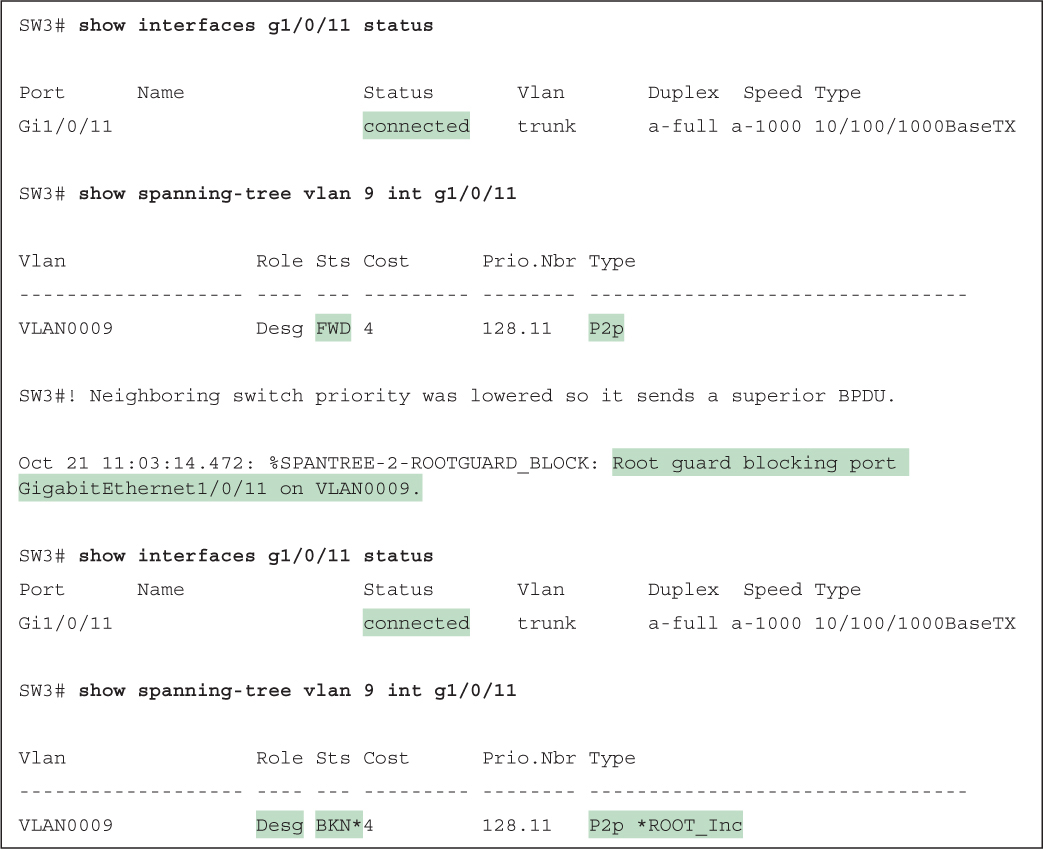 SW3# show interfaces g1/0/11 status
Port      Name               Status       Vlan       Duplex  Speed Type
Gi1/0/11                     connected    trunk      a-full a-1000 10/100/1000BaseTX
SW3# show spanning-tree vlan 9 int g1/0/11
Vlan                Role Sts Cost      Prio.Nbr Type
------------------- ---- --- --------- -------- --------------------------------
VLAN0009            Desg FWD 4         128.11   P2p
SW3#! Neighboring switch priority was lowered so it sends a superior BPDU.
Oct 21 11:03:14.472: %SPANTREE-2-ROOTGUARD_BLOCK: Root guard blocking port
GigabitEthernet1/0/11 on VLAN0009.
SW3# show interfaces g1/0/11 status
Port      Name               Status       Vlan       Duplex  Speed Type
Gi1/0/11                     connected    trunk      a-full a-1000 10/100/1000BaseTX
SW3# show spanning-tree vlan 9 int g1/0/11
Vlan                Role Sts Cost      Prio.Nbr Type
------------------- ---- --- --------- -------- --------------------------------
VLAN0009            Desg BKN*4         128.11   P2p *ROOT_Inc